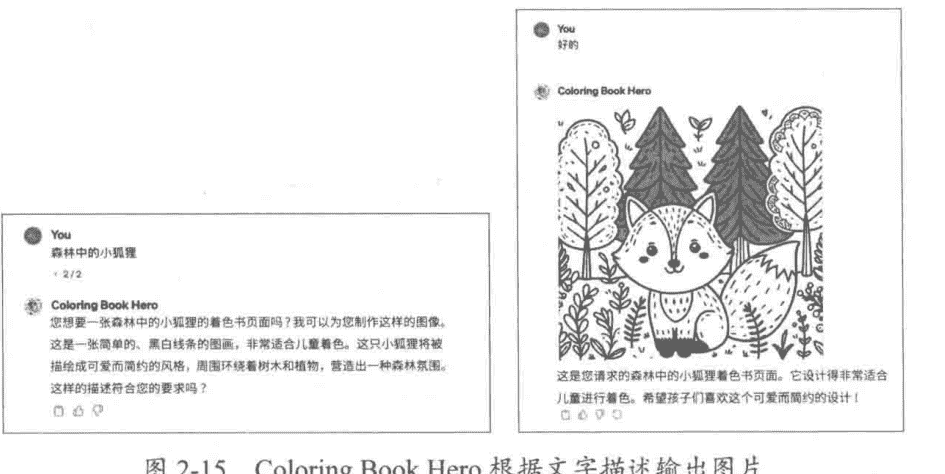 You
森林中的小狐狸
‹ 2/2
Coloring Book Hero
您想要一张森林中的小狐狸的着色书页面吗?我可以为您制作这样的图像。
这是一张简单的、黑白线条的图画，非常适合儿童着色。这只小狐狸将被
描绘成可爱而简约的风格，周围环绕着树木和植物，营造出一种森林氛围。
这样的描述符合您的要求吗?
You
好的
Coloring Book Hero
这是您请求的森林中的小狐狸着色书页面。它设计得非常适合
儿童进行着色。希望孩子们喜欢这个可爱而简约的设计!
图 2-15 Coloring Book Hero 根据文字描述输出图片